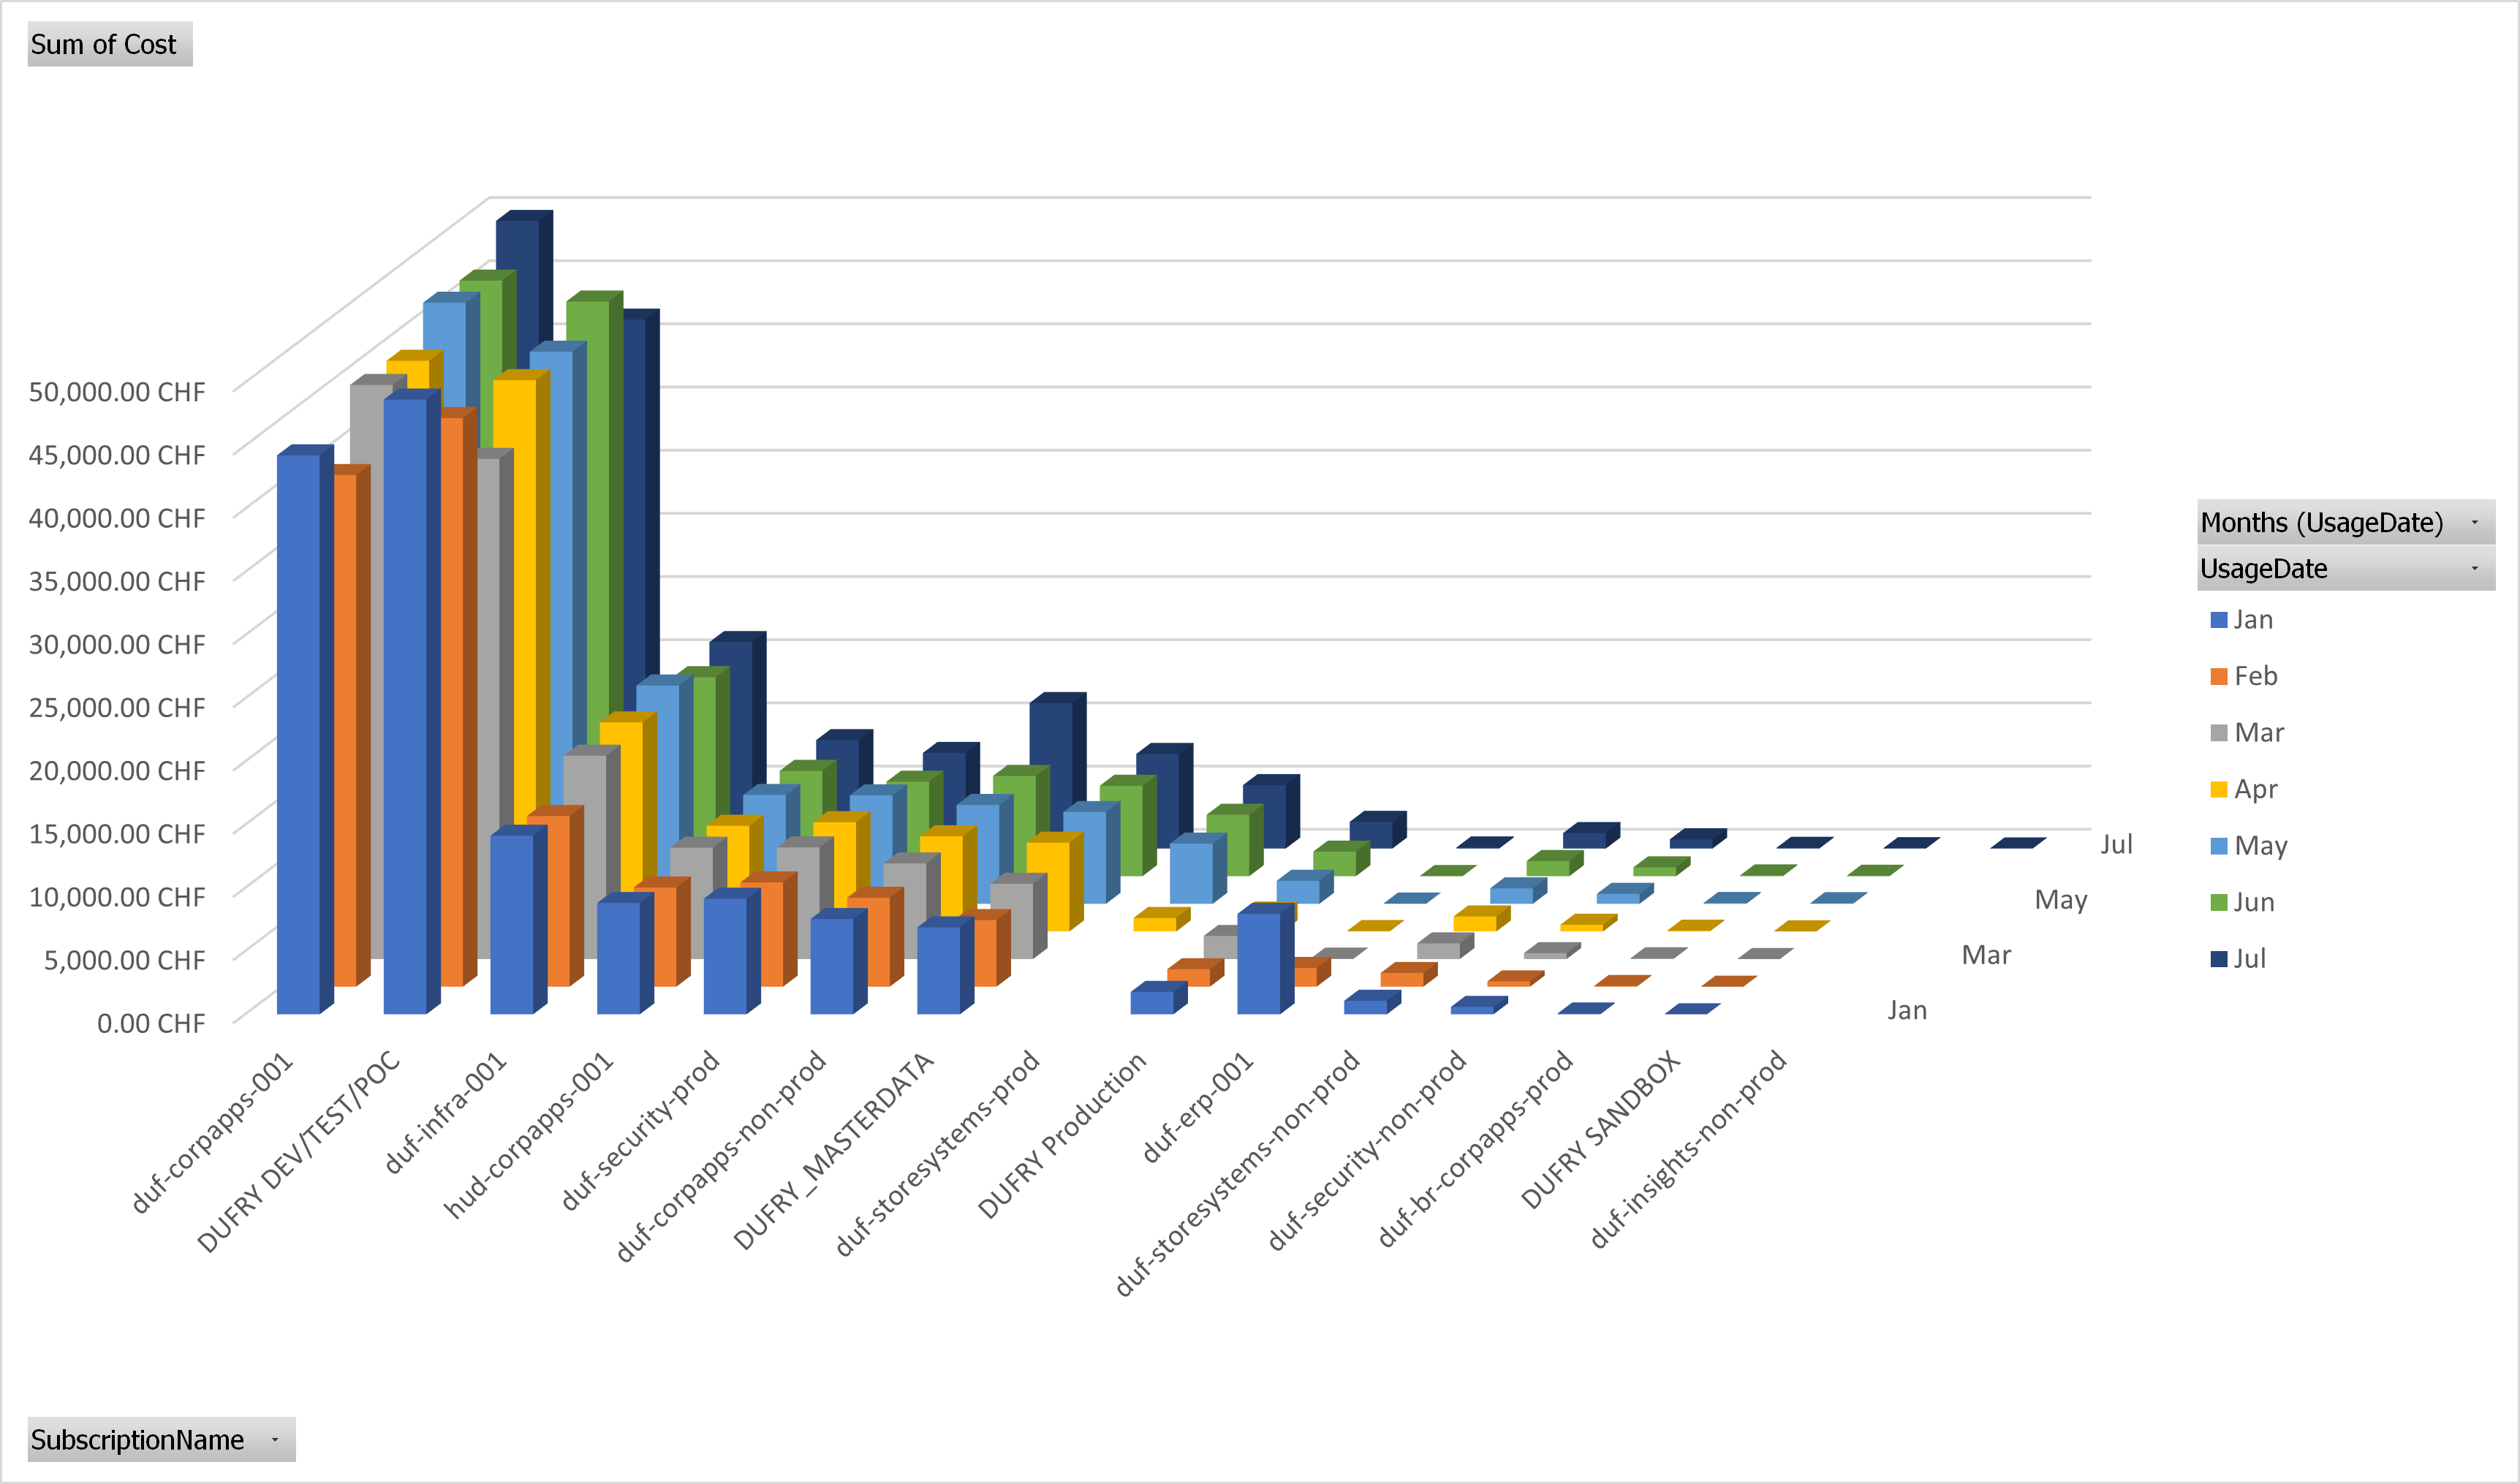 Sum of Cost
50,000.00 CHF
45,000.00 CHF
40,000.00 CHF
35,000.00 CHF
30,000.00 CHF
25,000.00 CHF
20,000.00 CHF
15,000.00 CHF
10,000.00 CHF
5,000.00 CHF
0.00 CHF
Jul
May
Mar
Jan
duf-corpapps-001
DUFRY DEV/TEST/POC
duf-infra-001
hud-corpapps-001
duf-security-prod
duf-corpapps-non-prod
DUFRY_MASTERDATA
duf-storesystems-prod
DUFRY Production
duf-erp-001
duf-storesystems-non-prod
duf-security-non-prod
duf-br-corpapps-prod
DUFRY SANDBOX
duf-insights-non-prod
Months (UsageDate)
UsageDate
Jan
Feb
Mar
Apr
May
Jun
Jul
SubscriptionName